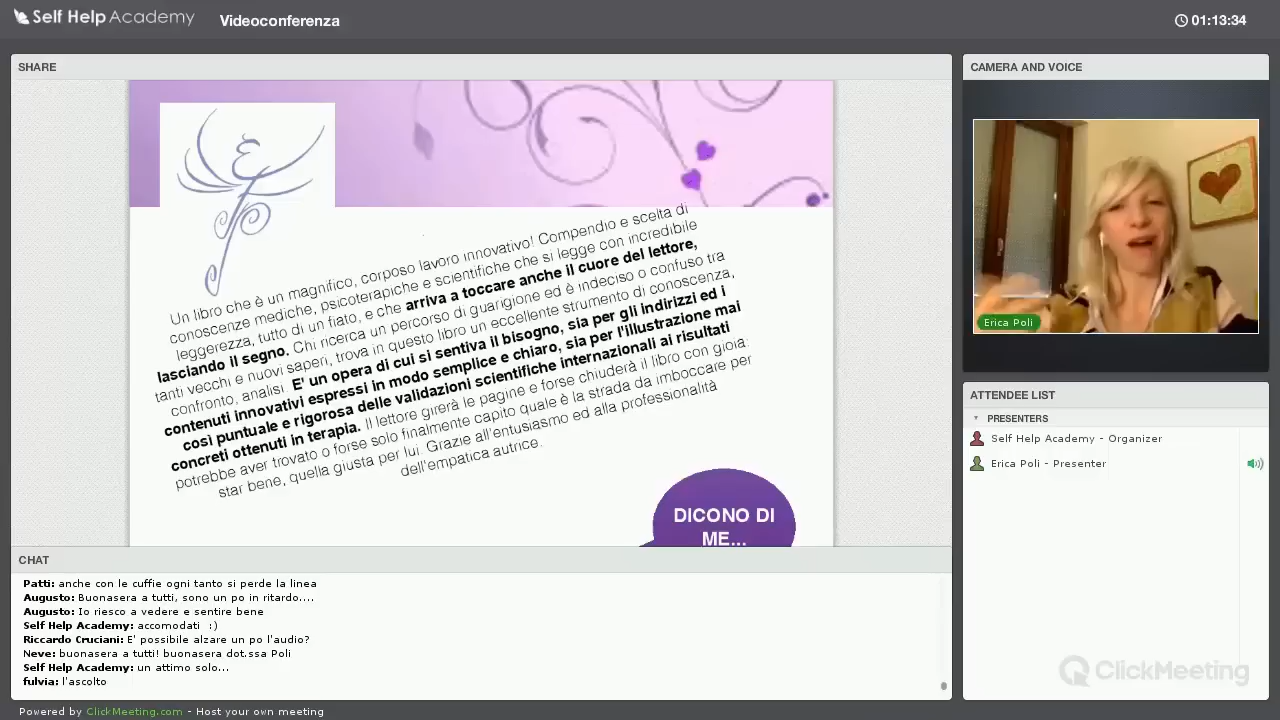 Self Help Academy
Videoconferenza
01:13:34
SHARE
Un libro che è un magnifico, corposo lavoro innovativo! Compendio e scelta di
conoscenze mediche, psicoterapiche e scientifiche che si legge con incredibile
leggerezza, tutto d'un fiato, e che arriva a toccare anche il cuore del lettore,
lasciando il segno. Chi ricerca un percorso di guarigione ed è indeciso o confuso tra
tanti vecchi e nuovi saperi, trova in questo libro un eccellente strumento di conoscenza,
confronto, analisi. E' un opera di cui si sentiva il bisogno, sia per gli indirizzi ed i
contenuti innovativi espressi in modo semplice e chiaro, sia per l'illustrazione mai
così puntuale e rigorosa delle validazioni scientifiche internazionali ai risultati
concreti ottenuti in terapia. Il lettore girerà le pagine e forse chiuderà il libro con gioia:
potrebbe aver trovato o forse solo finalmente capito quale è la strada da imboccare per
star bene, quella giusta per lui. Grazie all'entusiasmo ed alla professionalità
dell'empatica autrice.
DICONO DI
ME...
CHAT
Patti: anche con le cuffie ogni tanto si perde la linea
Augusto: Buonasera a tutti, sono un po in ritardo....
Augusto: Io riesco a vedere e sentire bene
Self Help Academy: accomodati :)
Riccardo Cruciani: E' possibile alzare un po l'audio?
Neve: buonasera a tutti! buonasera dot.ssa Poli
Self Help Academy: un attimo solo...
fulvia: l'ascolto
CAMERA AND VOICE
Erica Poli
ATTENDEE LIST
PRESENTERS
Self Help Academy - Organizer
Erica Poli - Presenter
ClickMeeting
Powered by ClickMeeting.com - Host your own meeting